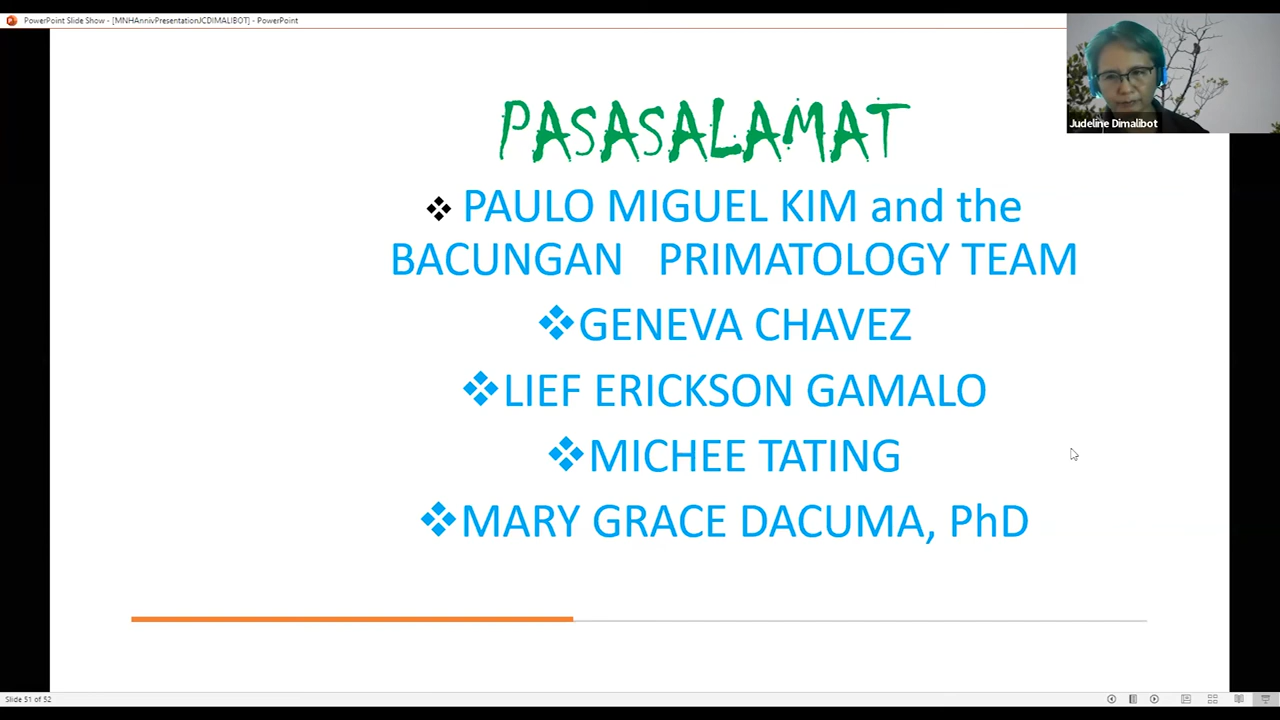 PowerPoint Slide Show - [MNHAnnivPresentationJCDIMALIBOT] - PowerPoint
Judeline Dimalibot
PASASALAMAT
❖ PAULO MIGUEL KIM and the
BACUNGAN PRIMATOLOGY TEAM
❖GENEVA CHAVEZ
❖LIEF ERICKSON GAMALO
❖MICHEE TATING
❖MARY GRACE DACUMA, PhD
Slide 51 of 52